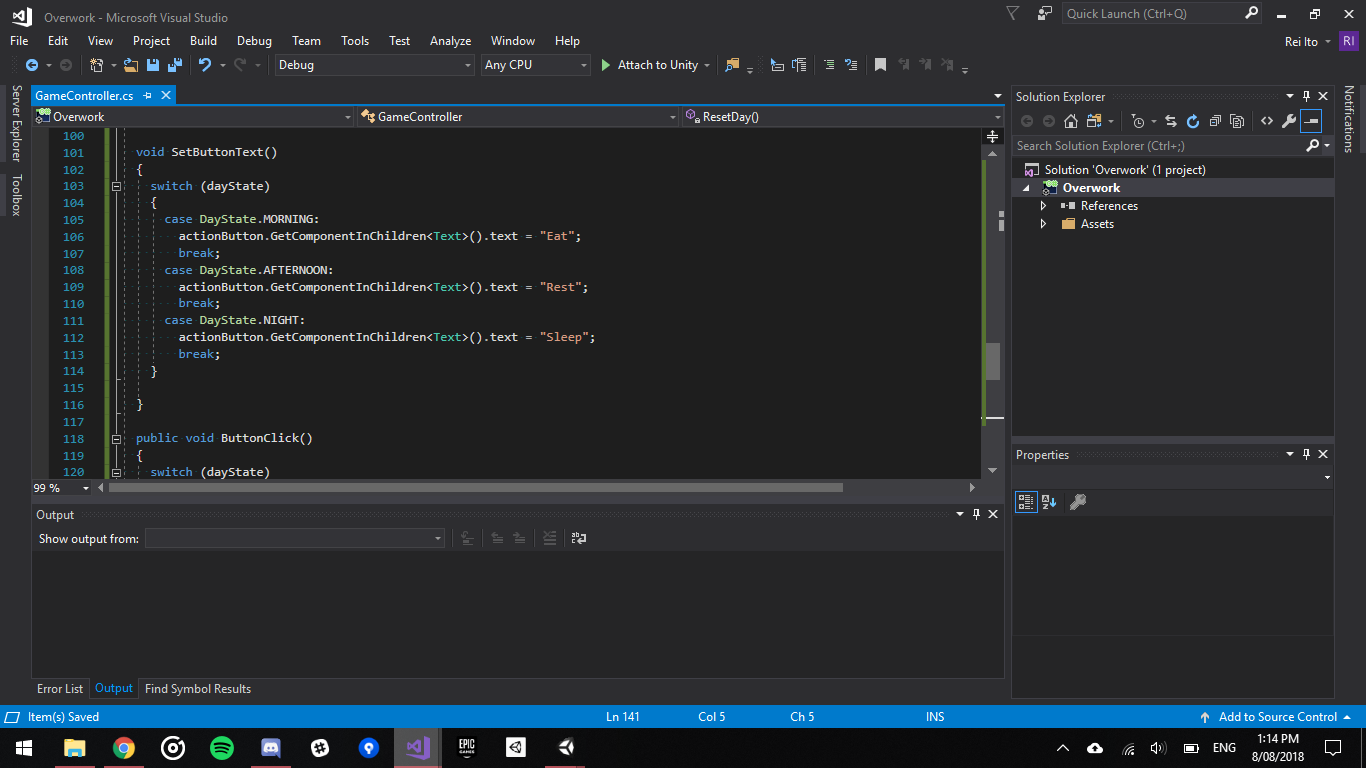 Overwork - Microsoft Visual Studio
Quick Launch (Ctrl+Q)
File Edit View Project Build Debug Team Tools Test Analyze Window Help
Rei Ito RI
Debug Any CPU Attach to Unity
Server Explorer
Toolbox
GameController.cs
Overwork GameController ResetDay()
100
101 void SetButtonText()
102 {
103 switch (dayState)
104 {
105 case DayState.MORNING:
106 actionButton.GetComponentInChildren<Text>().text = "Eat";
107 break;
108 case DayState.AFTERNOON:
109 actionButton.GetComponentInChildren<Text>().text = "Rest";
110 break;
111 case DayState.NIGHT:
112 actionButton.GetComponentInChildren<Text>().text = "Sleep";
113 break;
114 }
115
116 }
117
118 public void ButtonClick()
119 {
120 switch (dayState)
99 %
Output
Show output from:
Error List Output Find Symbol Results
Solution Explorer
Search Solution Explorer (Ctrl+;)
Solution 'Overwork' (1 project)
Overwork
References
Assets
Properties
Notifications
Item(s) Saved Ln 141 Col 5 Ch 5 INS Add to Source Control
EPIC
GAMES
ENG
1:14 PM
8/08/2018